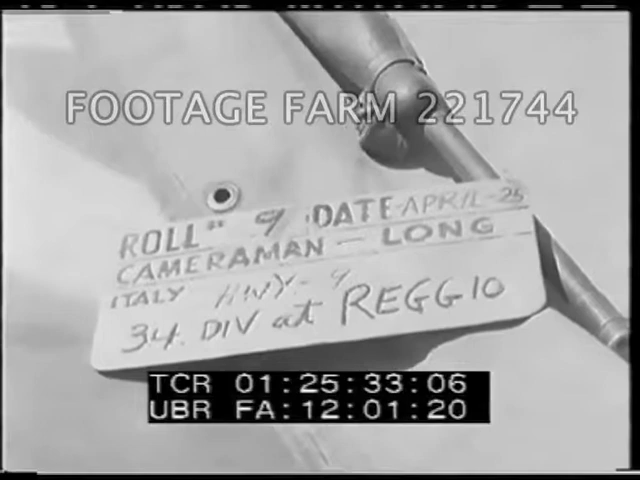 FOOTAGE FARM 221744
ROLL" 9 DATE-APRIL-25
CAMERAMAN - LONG
ITALY HWY-9
34. DIV at REGGIO
TCR 01:25:33:06
UBR FA:12:01:20